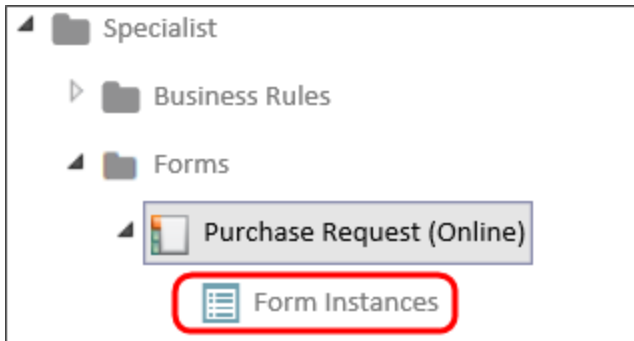 Specialist
Business Rules
Forms
Purchase Request (Online)
Form Instances